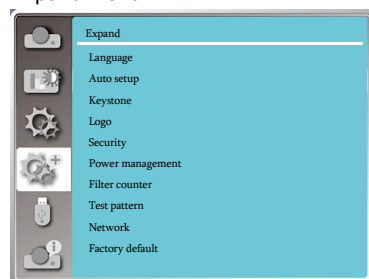 Expand
Language
Auto setup
Keystone
Logo
Security
Power management
Filter counter
Test pattern
Network
Factory default